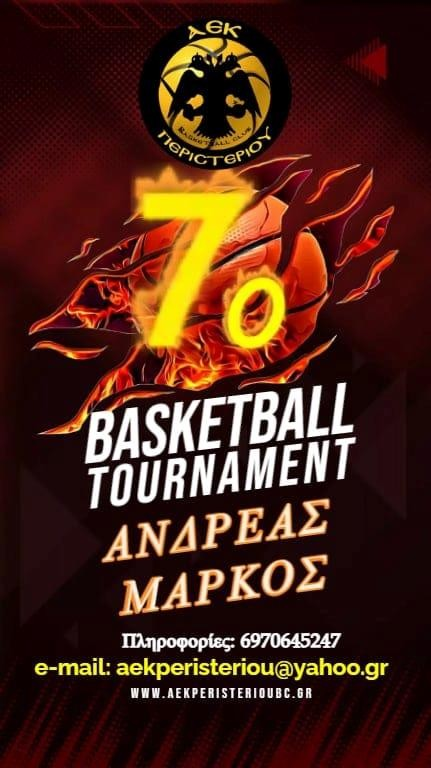 ΑΕΚ
BASKETBALL CLUB
ΠΕΡΙΣΤΕΡΙΟΥ
7ο
BASKETBALL
TOURNAMENT
ΑΝΔΡΕΑΣ
ΜΑΡΚΟΣ
Πληροφορίες: 6970645247
e-mail: aekperisteriou@yahoo.gr
WWW.AEKPERISTERIOUBC.GR